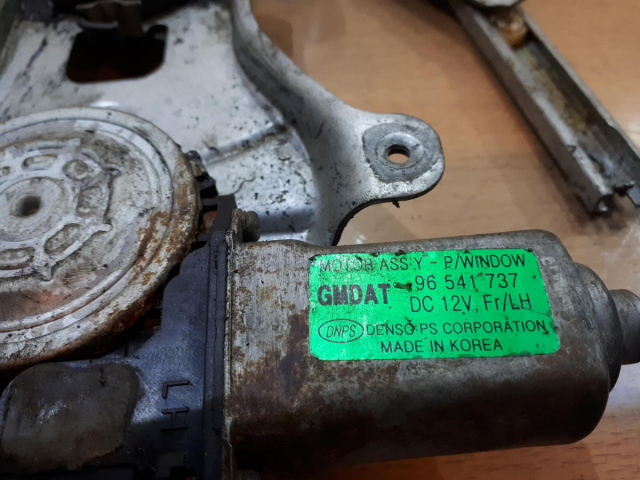 MOTOR ASS'Y - P/WINDOW
GMDAT 96 541 737
DC 12V, Fr/LH
DNPS DENSO PS CORPORATION
MADE IN KOREA
LH